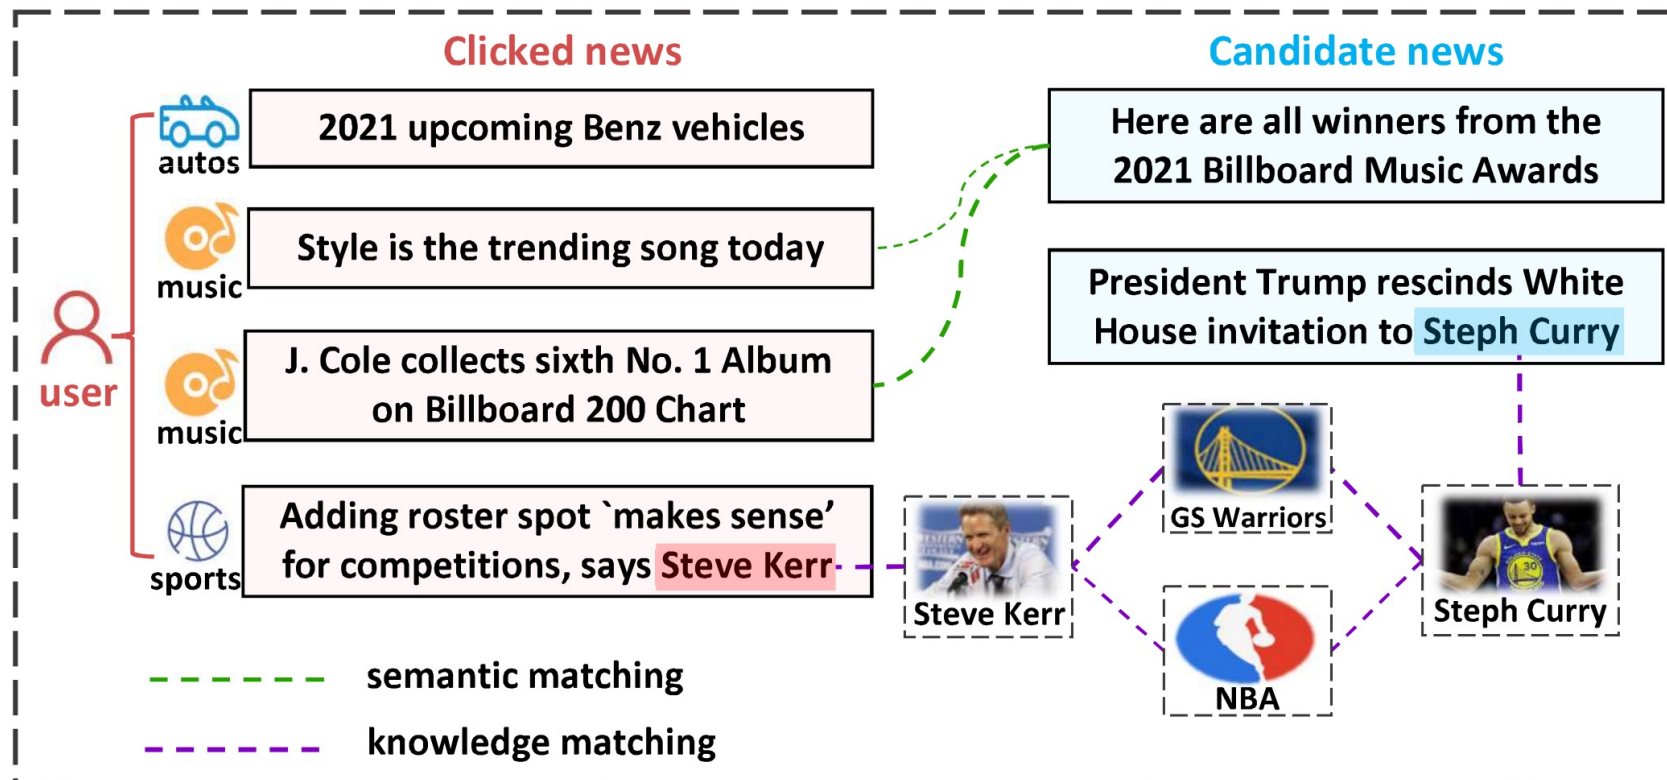 Clicked news
Candidate news
autos
2021 upcoming Benz vehicles
music
Style is the trending song today
music
J. Cole collects sixth No. 1 Album
on Billboard 200 Chart
sports
Adding roster spot `makes sense’
for competitions, says Steve Kerr
user
Here are all winners from the
2021 Billboard Music Awards
President Trump rescinds White
House invitation to Steph Curry
Steve Kerr
GS Warriors
NBA
30
Steph Curry
semantic matching
knowledge matching